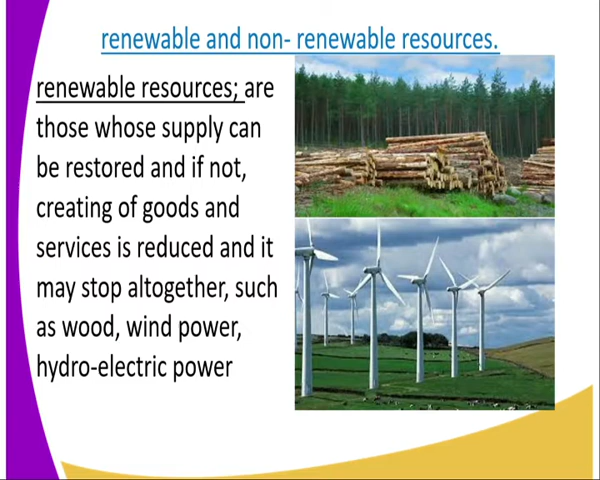 renewable and non- renewable resources.
renewable resources; are
those whose supply can
be restored and if not,
creating of goods and
services is reduced and it
may stop altogether, such
as wood, wind power,
hydro-electric power